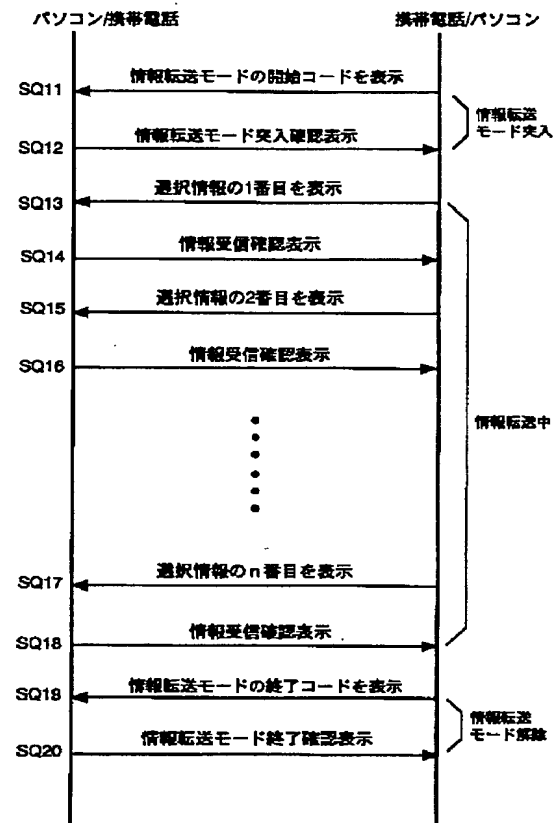 パソコン/携帯電話
携帯電話/パソコン
SQ11
情報転送モードの開始コードを表示
情報転送
モード突入
SQ12
情報転送モード突入確認表示
SQ13
選択情報の1番目を表示
SQ14
情報受信確認表示
SQ15
選択情報の2番目を表示
SQ16
情報受信確認表示
情報転送中
SQ17
選択情報のn番目を表示
SQ18
情報受信確認表示
SQ19
情報転送モードの終了コードを表示
情報転送
モード解除
SQ20
情報転送モード終了確認表示